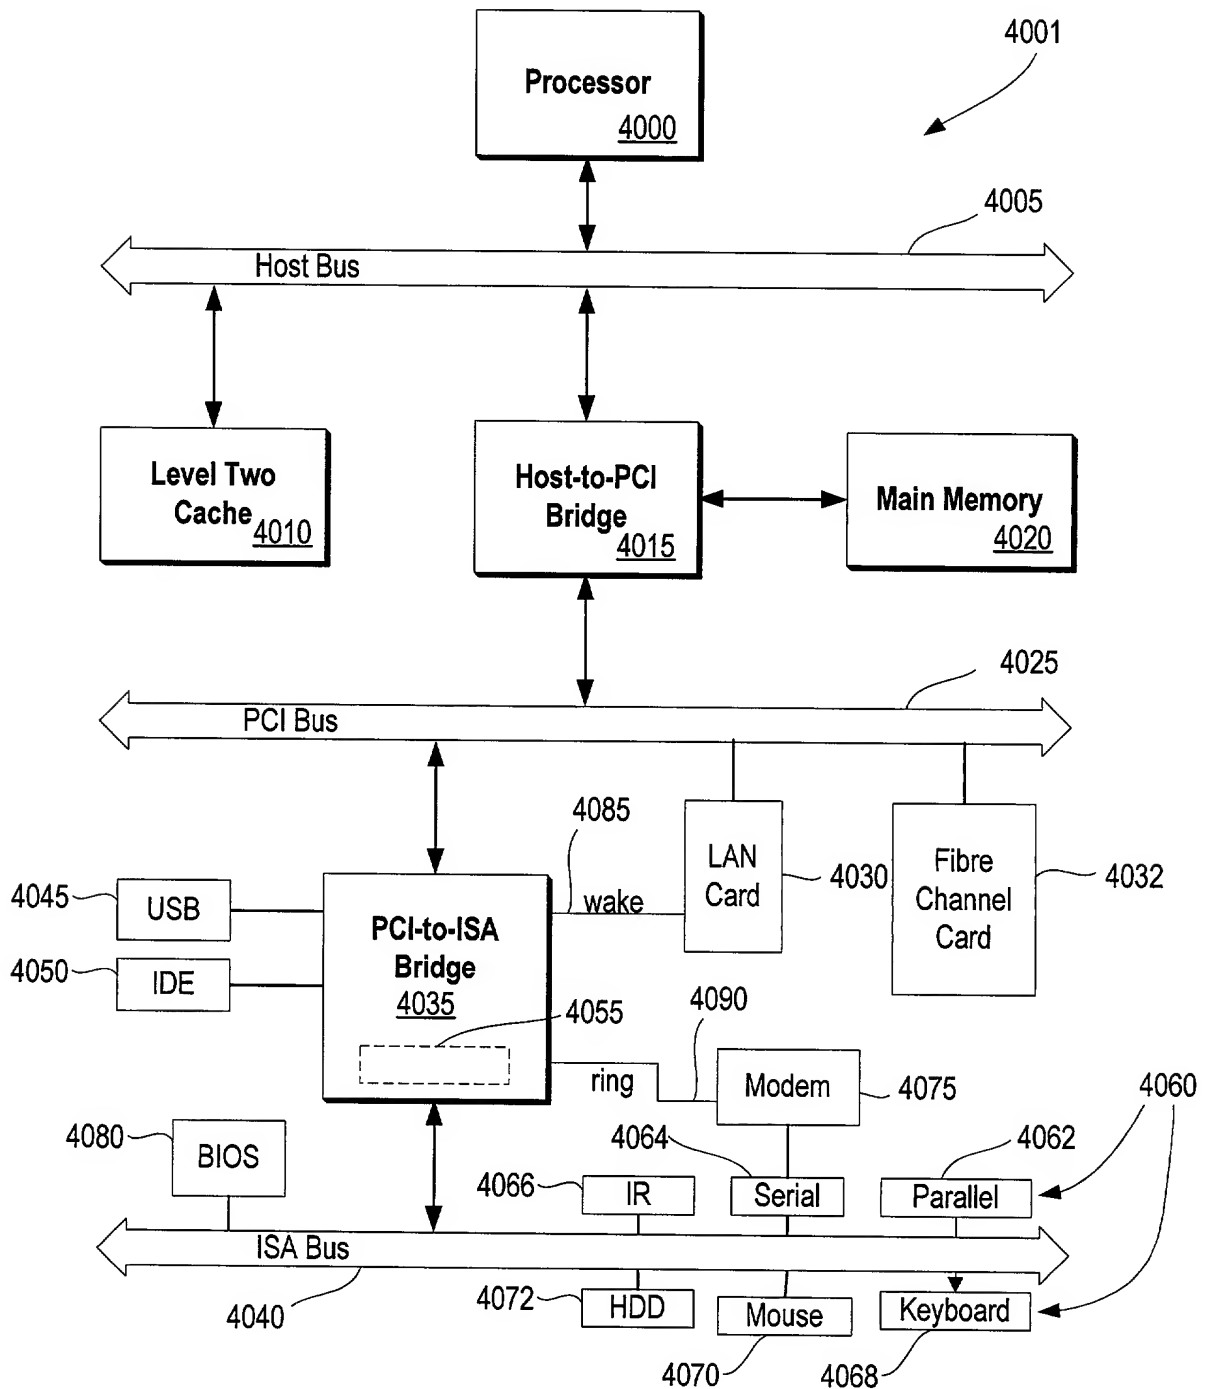 4001
Processor
4000
4005
Host Bus
Level Two
Cache
4010
Host-to-PCI
Bridge
4015
Main Memory
4020
4025
PCI Bus
4085
wake
LAN
Card
4030
Fibre
Channel
Card
4032
4045
USB
4050
IDE
PCI-to-ISA
Bridge
4035
4055
4090
ring
Modem
4075
4060
4080
BIOS
4064
4062
4066
IR
Serial
Parallel
ISA Bus
4040
4072
HDD
Mouse
Keyboard
4070
4068